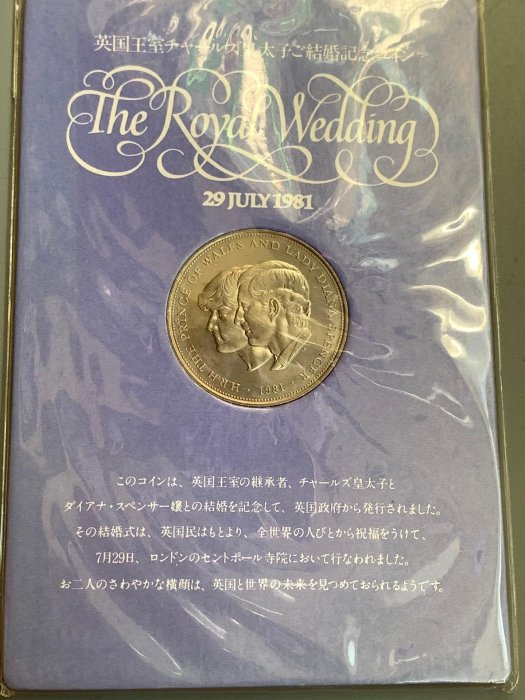 英国王室チャールズ皇太子ご結婚記念コイン
The Royal Wedding
29 JULY 1981
H.R.H. THE PRINCE OF WALES AND LADY DIANA SPENCER
· 1981 ·
このコインは、英国王室の継承者、チャールズ皇太子と
ダイアナ・スペンサー嬢との結婚を記念して、英国政府から発行されました。
その結婚式は、英国民はもとより、全世界の人びとから祝福をうけて、
7月29日、ロンドンのセントポール寺院において行なわれました。
お二人のさわやかな横顔は、英国と世界の未来を見つめておられるようです。